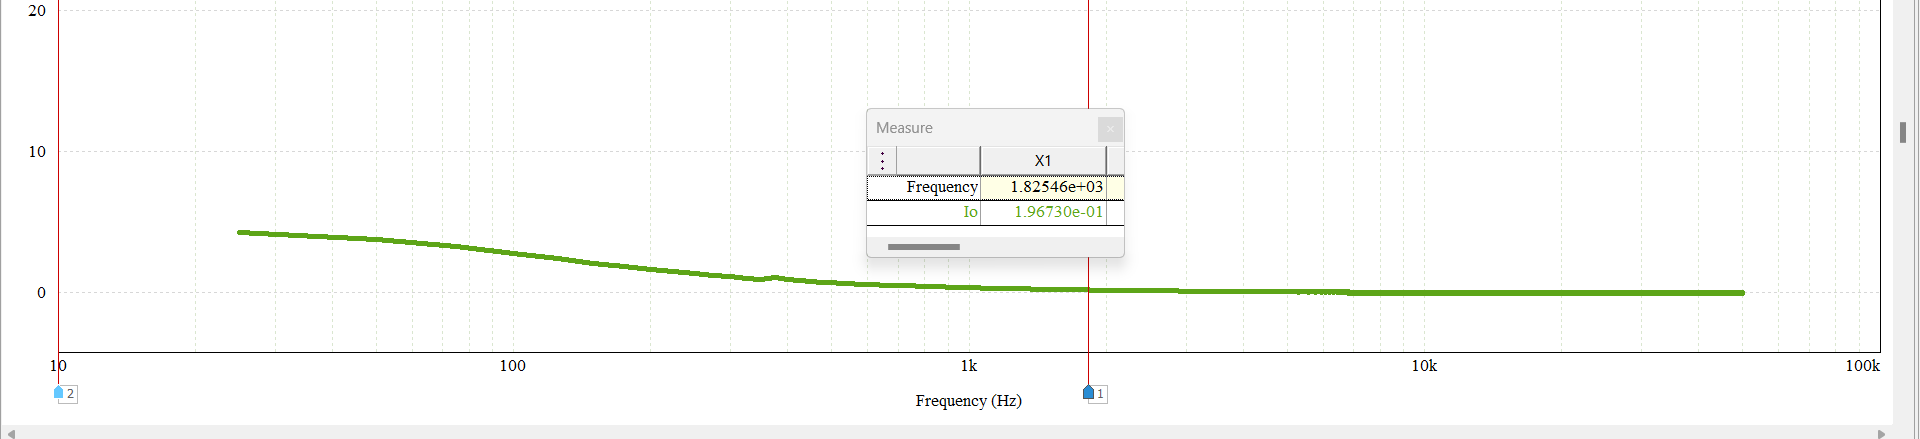 20
10
0
Measure
X1
Frequency 1.82546e+03
Io 1.96730e-01
10 100 1k 10k 100k
2 1
Frequency (Hz)